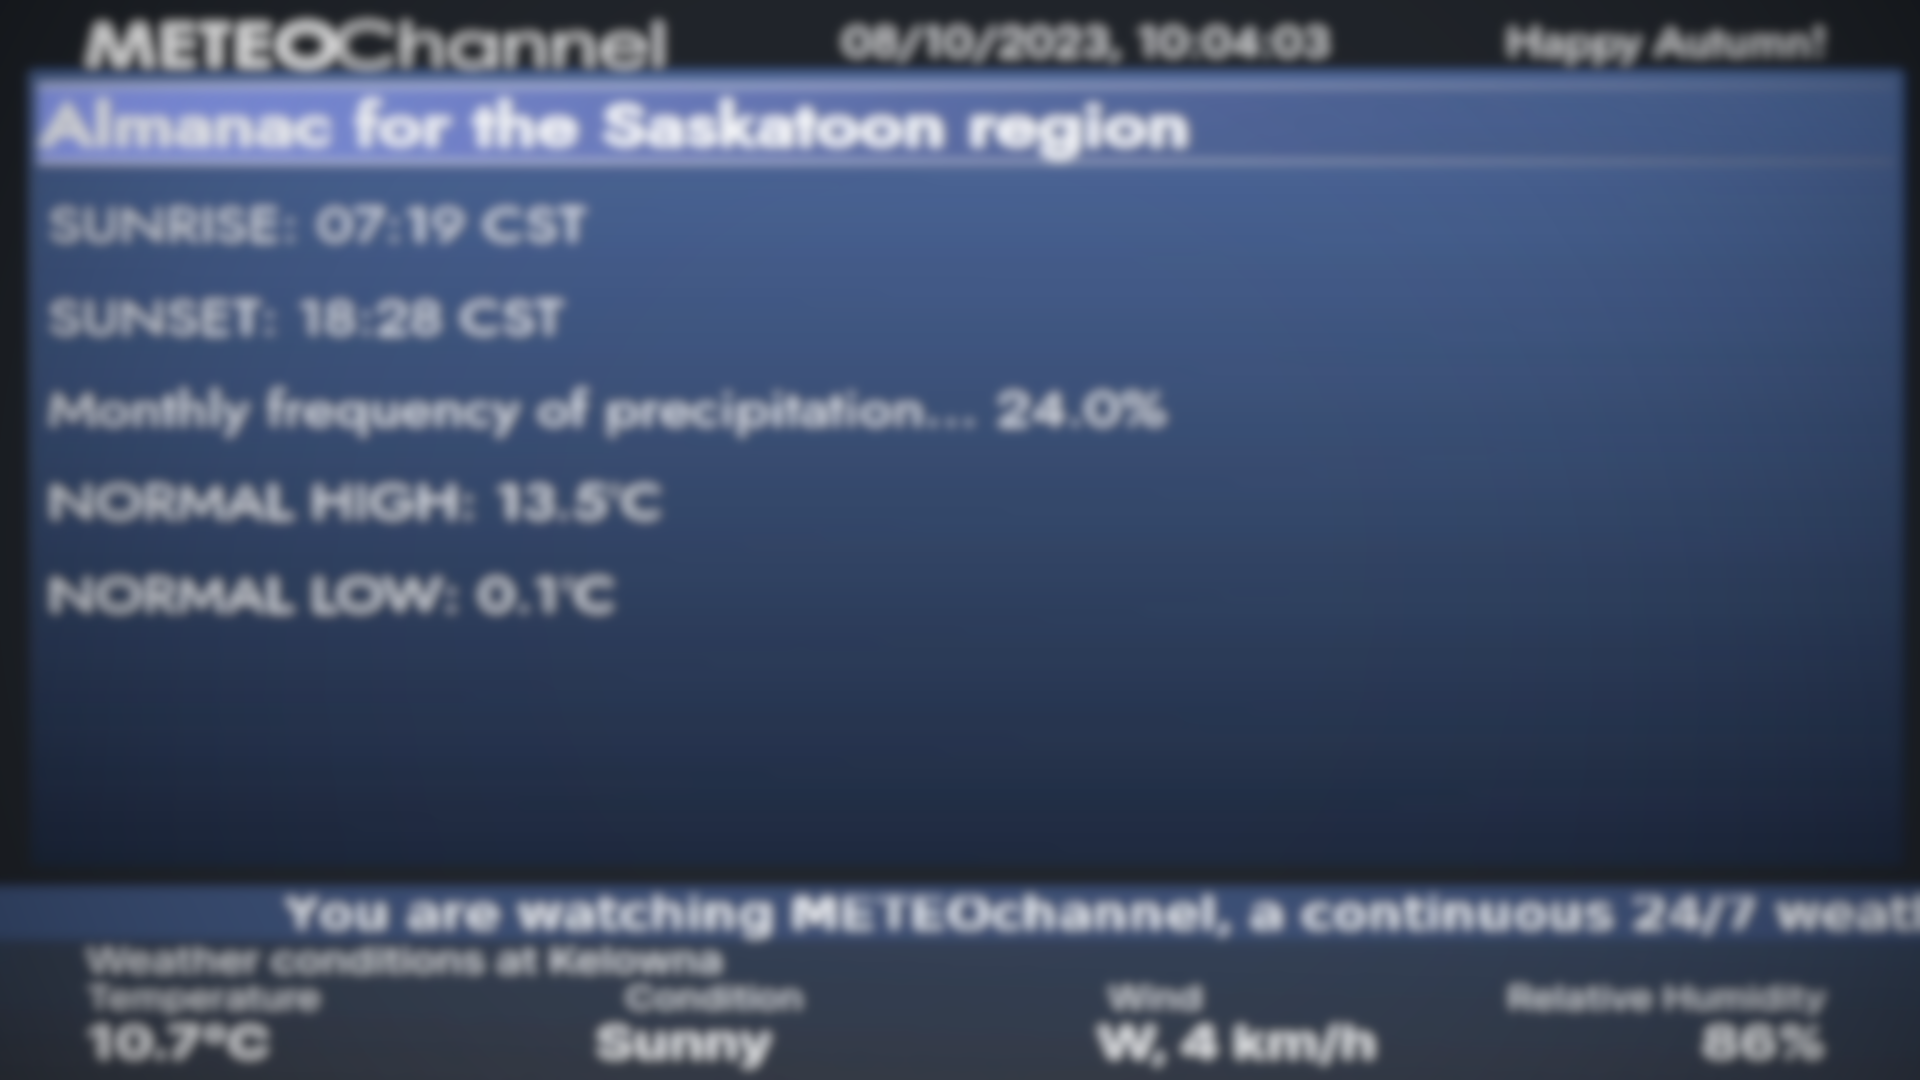 METEOChannel 08/10/2023, 10:04:03 Happy Autumn!
Almanac for the Saskatoon region
SUNRISE: 07:19 CST
SUNSET: 18:28 CST
Monthly frequency of precipitation... 24.0%
NORMAL HIGH: 13.5°C
NORMAL LOW: 0.1°C
You are watching METEOchannel, a continuous 24/7 weath
Weather conditions at Kelowna
Temperature Condition Wind Relative Humidity
10.7°C Sunny W, 4 km/h 86%